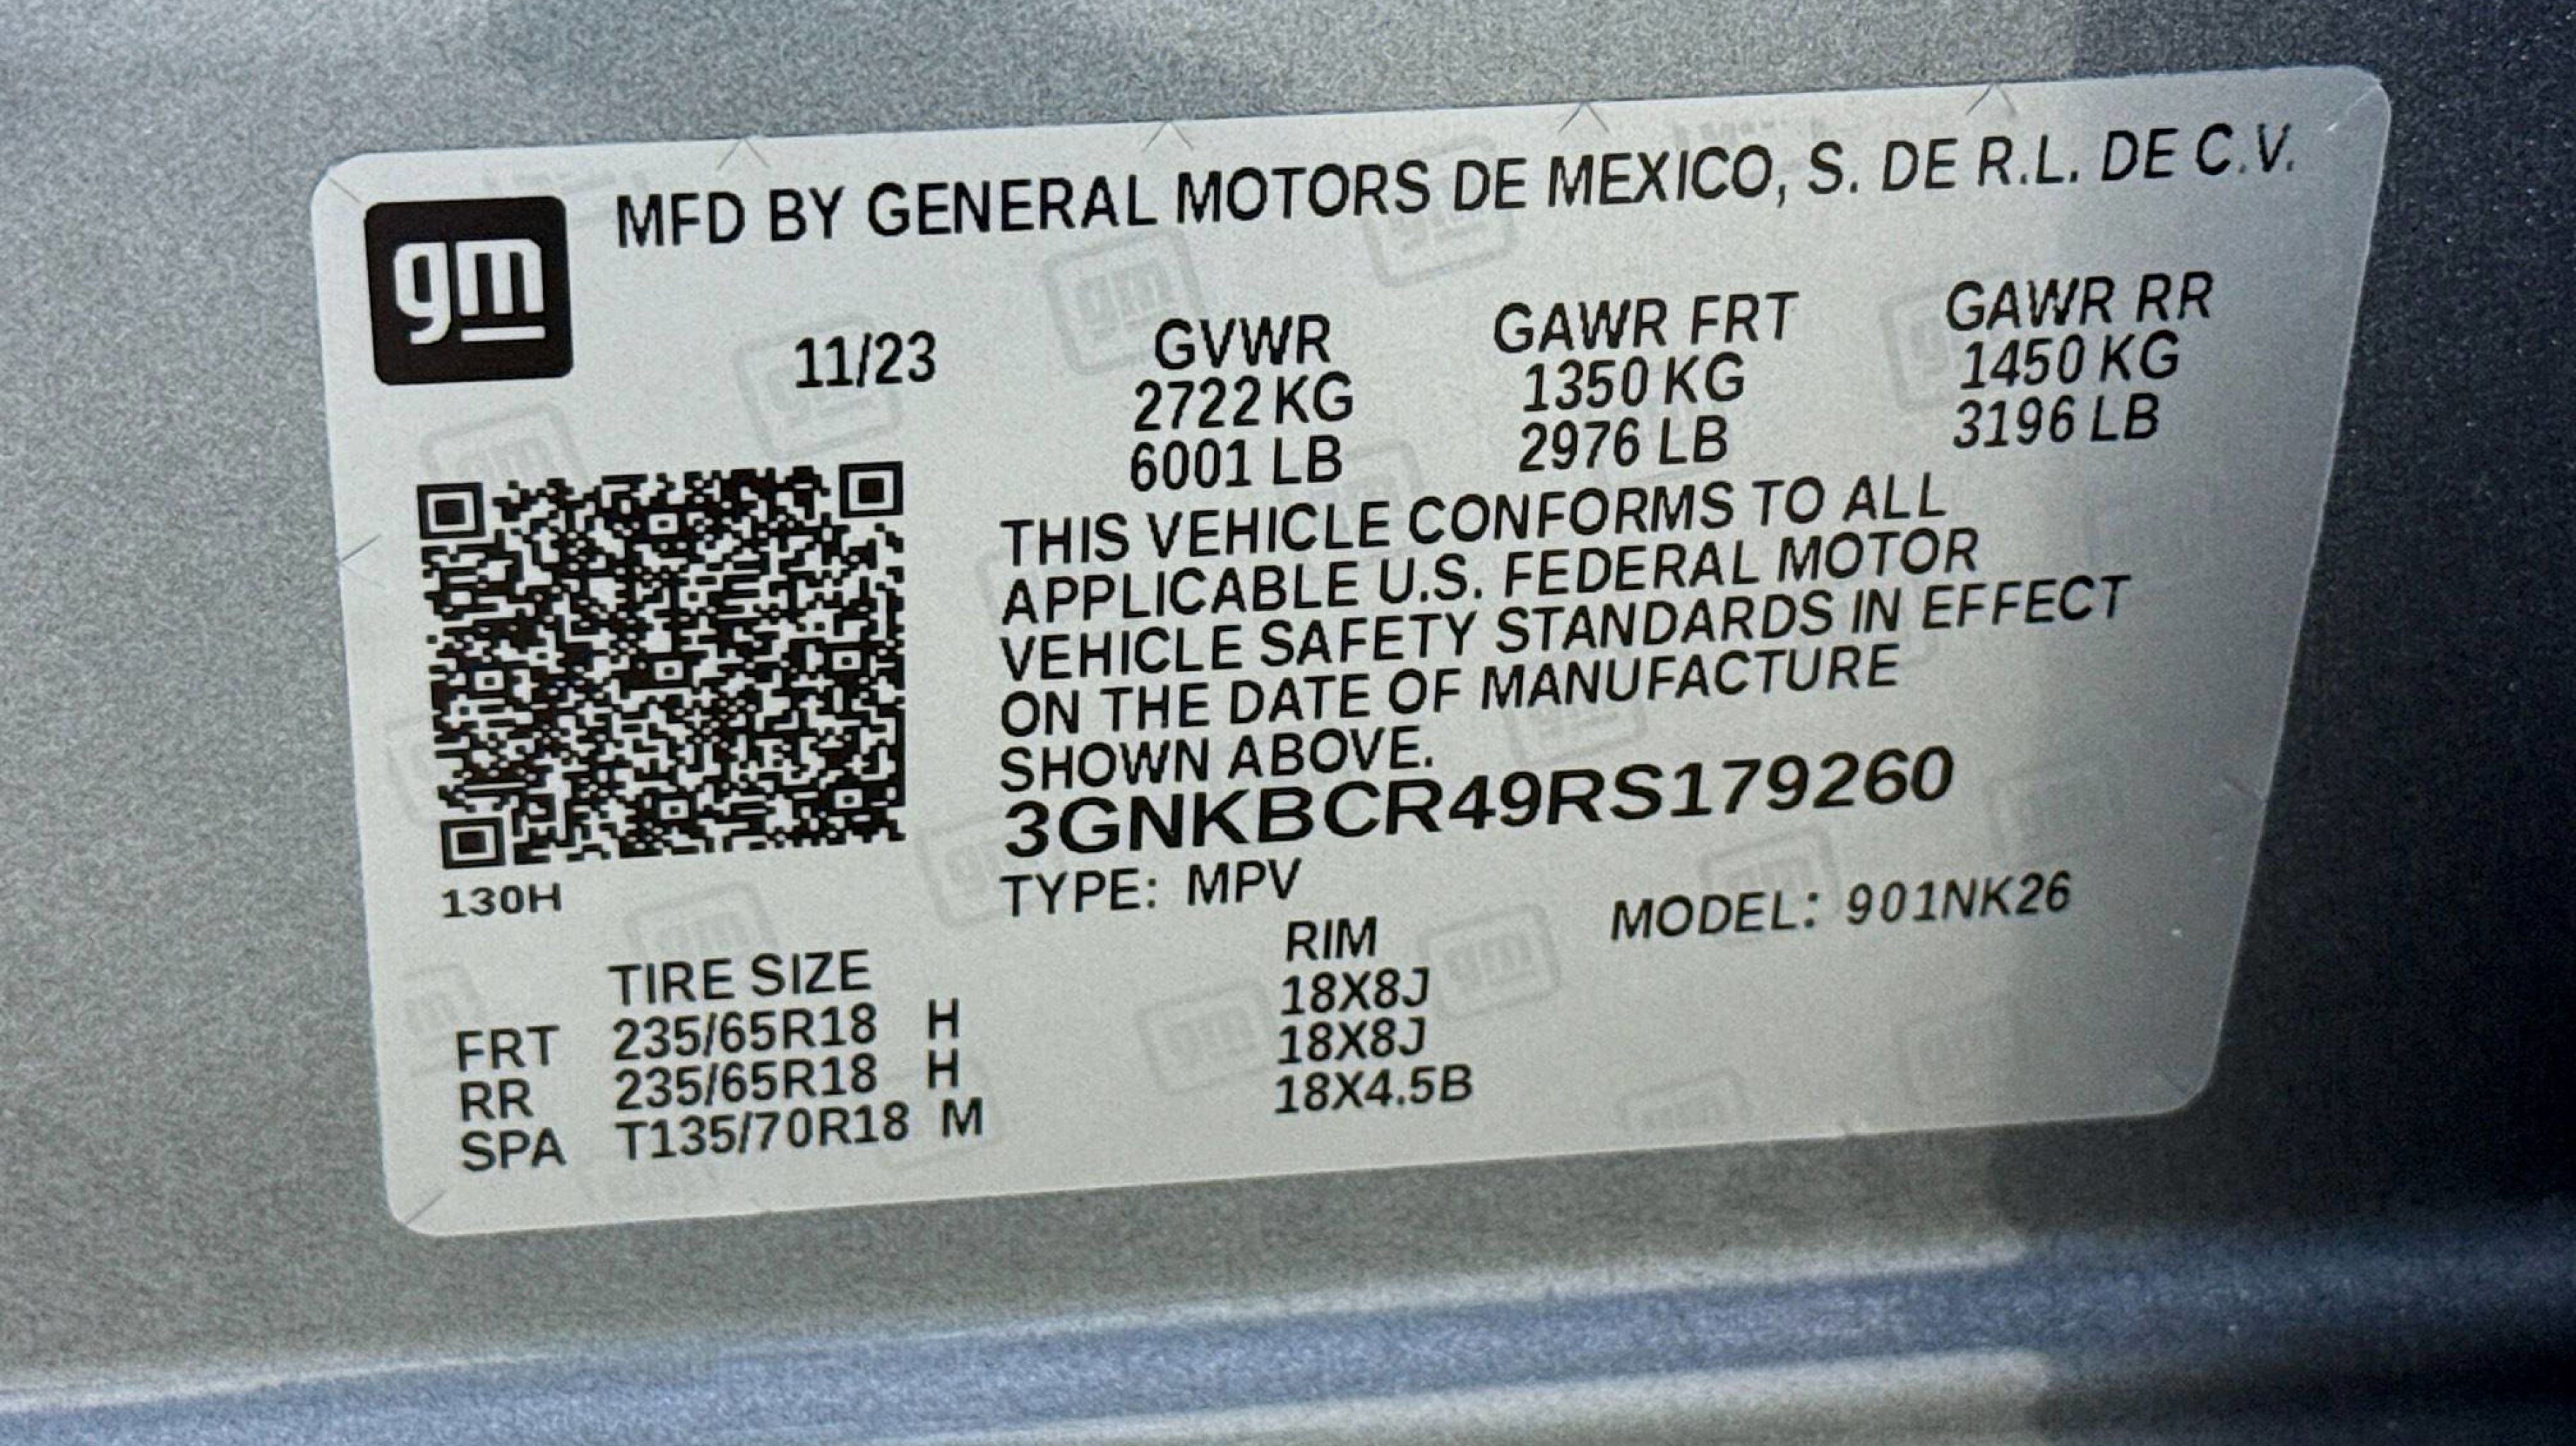 gm
MFD BY GENERAL MOTORS DE MEXICO, S. DE R.L. DE C.V.
11/23
GVWR GAWR FRT GAWR RR
2722 KG 1350 KG 1450 KG
6001 LB 2976 LB 3196 LB
THIS VEHICLE CONFORMS TO ALL
APPLICABLE U.S. FEDERAL MOTOR
VEHICLE SAFETY STANDARDS IN EFFECT
ON THE DATE OF MANUFACTURE
SHOWN ABOVE.
3GNKBCR49RS179260
130H
TYPE: MPV MODEL: 901NK26
TIRE SIZE RIM
FRT 235/65R18 H 18X8J
RR 235/65R18 H 18X8J
SPA T135/70R18 M 18X4.5B